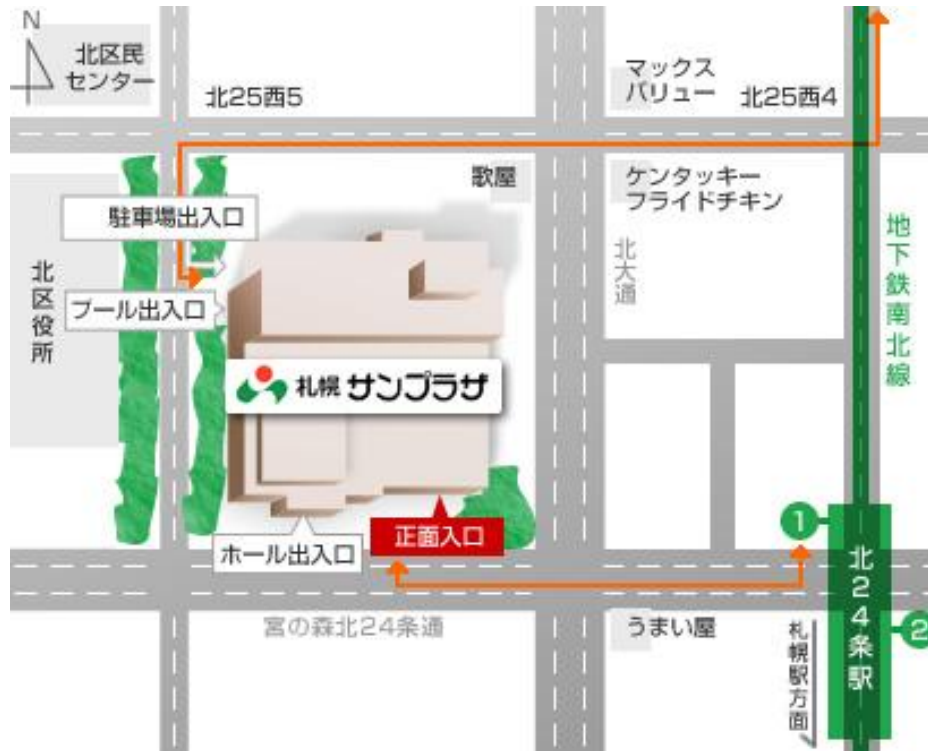 N
北区民
センター
北25西5
マックス
バリュー
北25西4
歌屋
ケンタッキー
フライドチキン
駐車場出入口
北大通
地下鉄南北線
北区役所
プール出入口
札幌 サンプラザ
1
正面入口
ホール出入口
北24条駅
宮の森北24条通
うまい屋
2
札幌駅方面